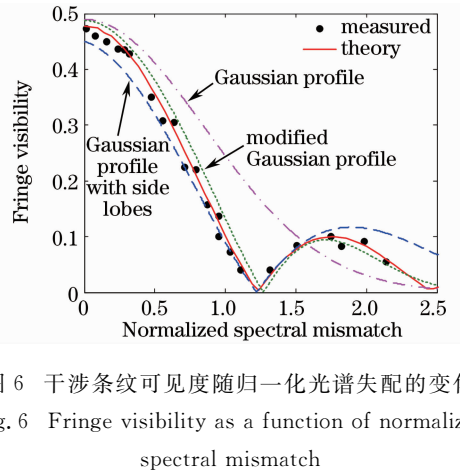 0.5
0.4
0.3
0.2
0.1
0
Fringe visibility
measured
theory
Gaussian profile
modified
Gaussian profile
Gaussian
profile
with side
lobes
0 0.5 1.0 1.5 2.0 2.5
Normalized spectral mismatch
图 6 干涉条纹可见度随归一化光谱失配的变化
g. 6 Fringe visibility as a function of normaliz
spectral mismatch